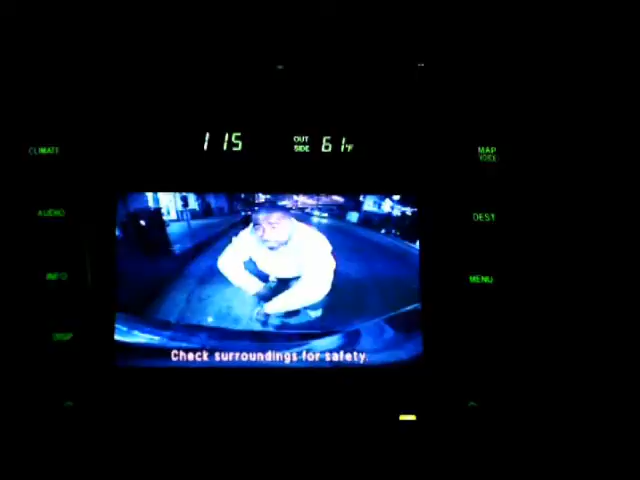 1 15 OUT SIDE 61°F
CLIMATE
MAP
VOICE
AUDIO
DEST
INFO
MENU
DISP
Check surroundings for safety.